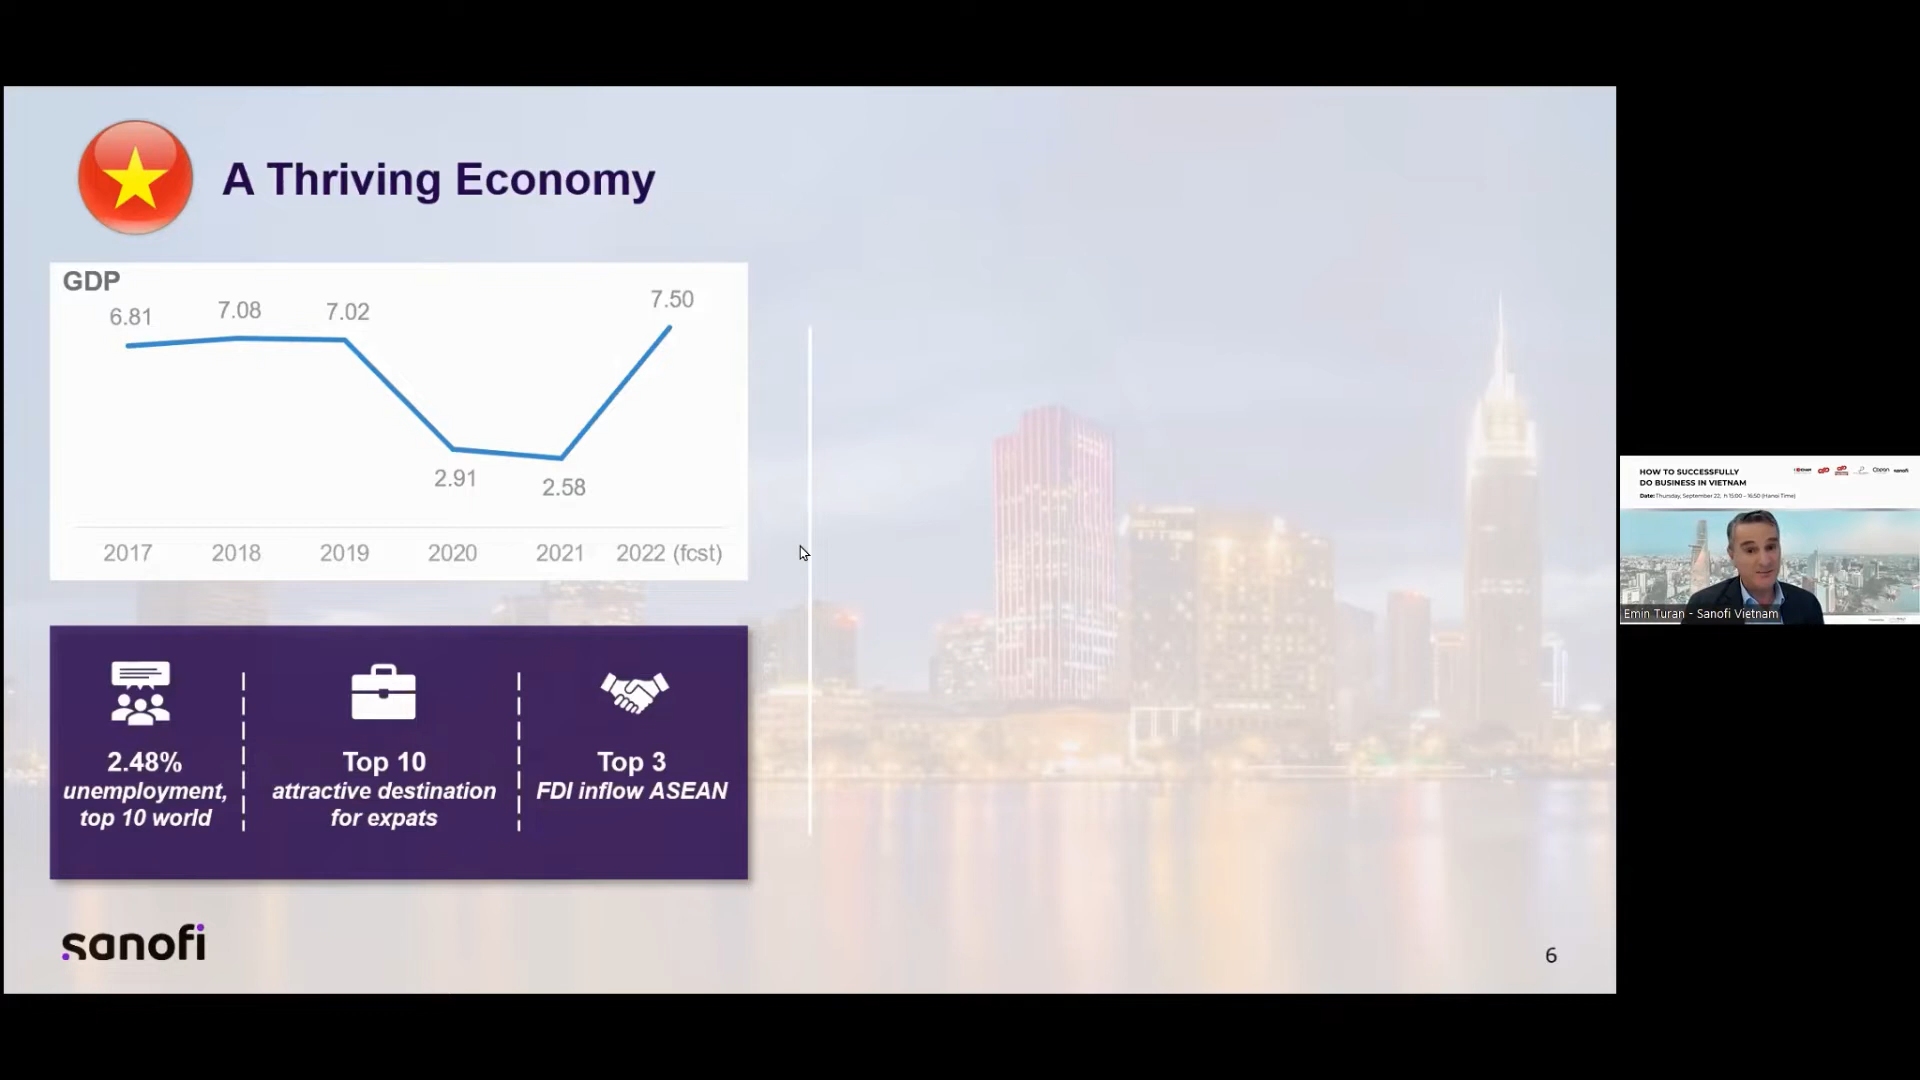 A Thriving Economy
GDP
6.81
7.08
7.02
2.91
2.58
7.50
2017 2018 2019 2020 2021 2022 (fcst)
2.48%
unemployment,
top 10 world
Top 10
attractive destination
for expats
Top 3
FDI inflow ASEAN
sanofi
6
HOW TO SUCCESSFULLY
DO BUSINESS IN VIETNAM
Date: Thursday, September 22, h 15:00 - 16:50 (Hanoi Time)
sanofi
Emin Turan - Sanofi Vietnam